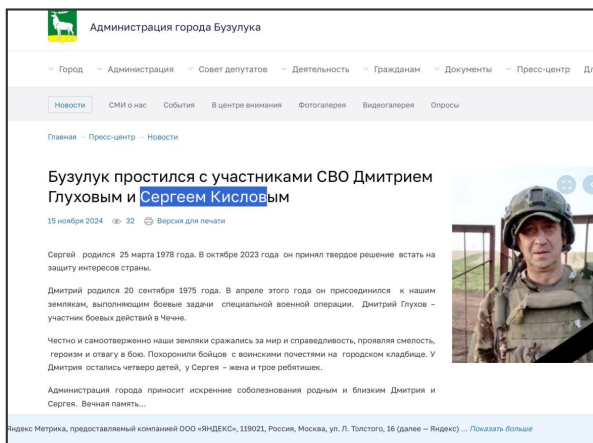 Администрация города Бузулука
Город Администрация Совет депутатов Деятельность Гражданам Документы Пресс-центр Дл
Новости СМИ о нас События В центре внимания Фотогалерея Видеогалерея Опросы
Главная Пресс-центр Новости
Бузулук простился с участниками СВО Дмитрием
Глуховым и Сергеем Кисловым
15 ноября 2024 32 Версия для печати
Сергей родился 25 марта 1978 года. В октябре 2023 года он принял твердое решение встать на
защиту интересов страны.
Дмитрий родился 20 сентября 1975 года. В апреле этого года он присоединился к нашим
землякам, выполняющим боевые задачи специальной военной операции. Дмитрий Глухов –
участник боевых действий в Чечне.
Честно и самоотверженно наши земляки сражались за мир и справедливость, проявляя смелость,
героизм и отвагу в бою. Похоронили бойцов с воинскими почестями на городском кладбище. У
Дмитрия остались четверо детей, у Сергея – жена и трое ребятишек.
Администрация города приносит искренние соболезнования родным и близким Дмитрия и
Сергея. Вечная память...
Яндекс Метрика, предоставляемый компанией ООО «ЯНДЕКС», 119021, Россия, Москва, ул. Л. Толстого, 16 (далее — Яндекс) ... Показать больше